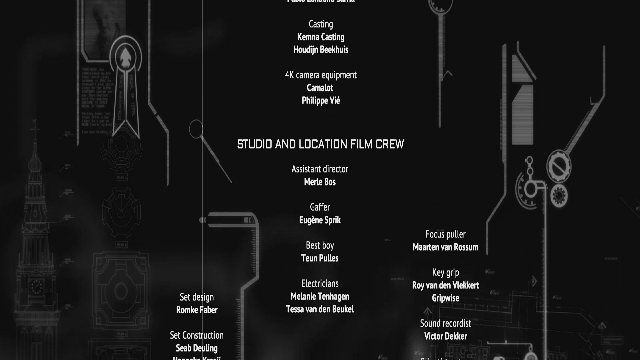 Casting
Kemna Casting
Houdijn Beekhuis
4K camera equipment
Camalot
Philippe Vié
STUDIO AND LOCATION FILM CREW
Assistant director
Merle Bos
Gaffer
Eugène Sprik
Best boy
Teun Pulles
Electricians
Melanie Tenhagen
Tessa van den Beukel
Set design
Romke Faber
Set Construction
Seab Deuling
Focus puller
Maarten van Rossum
Key grip
Roy van den Vlekkert
Gripwise
Sound recordist
Victor Dekker